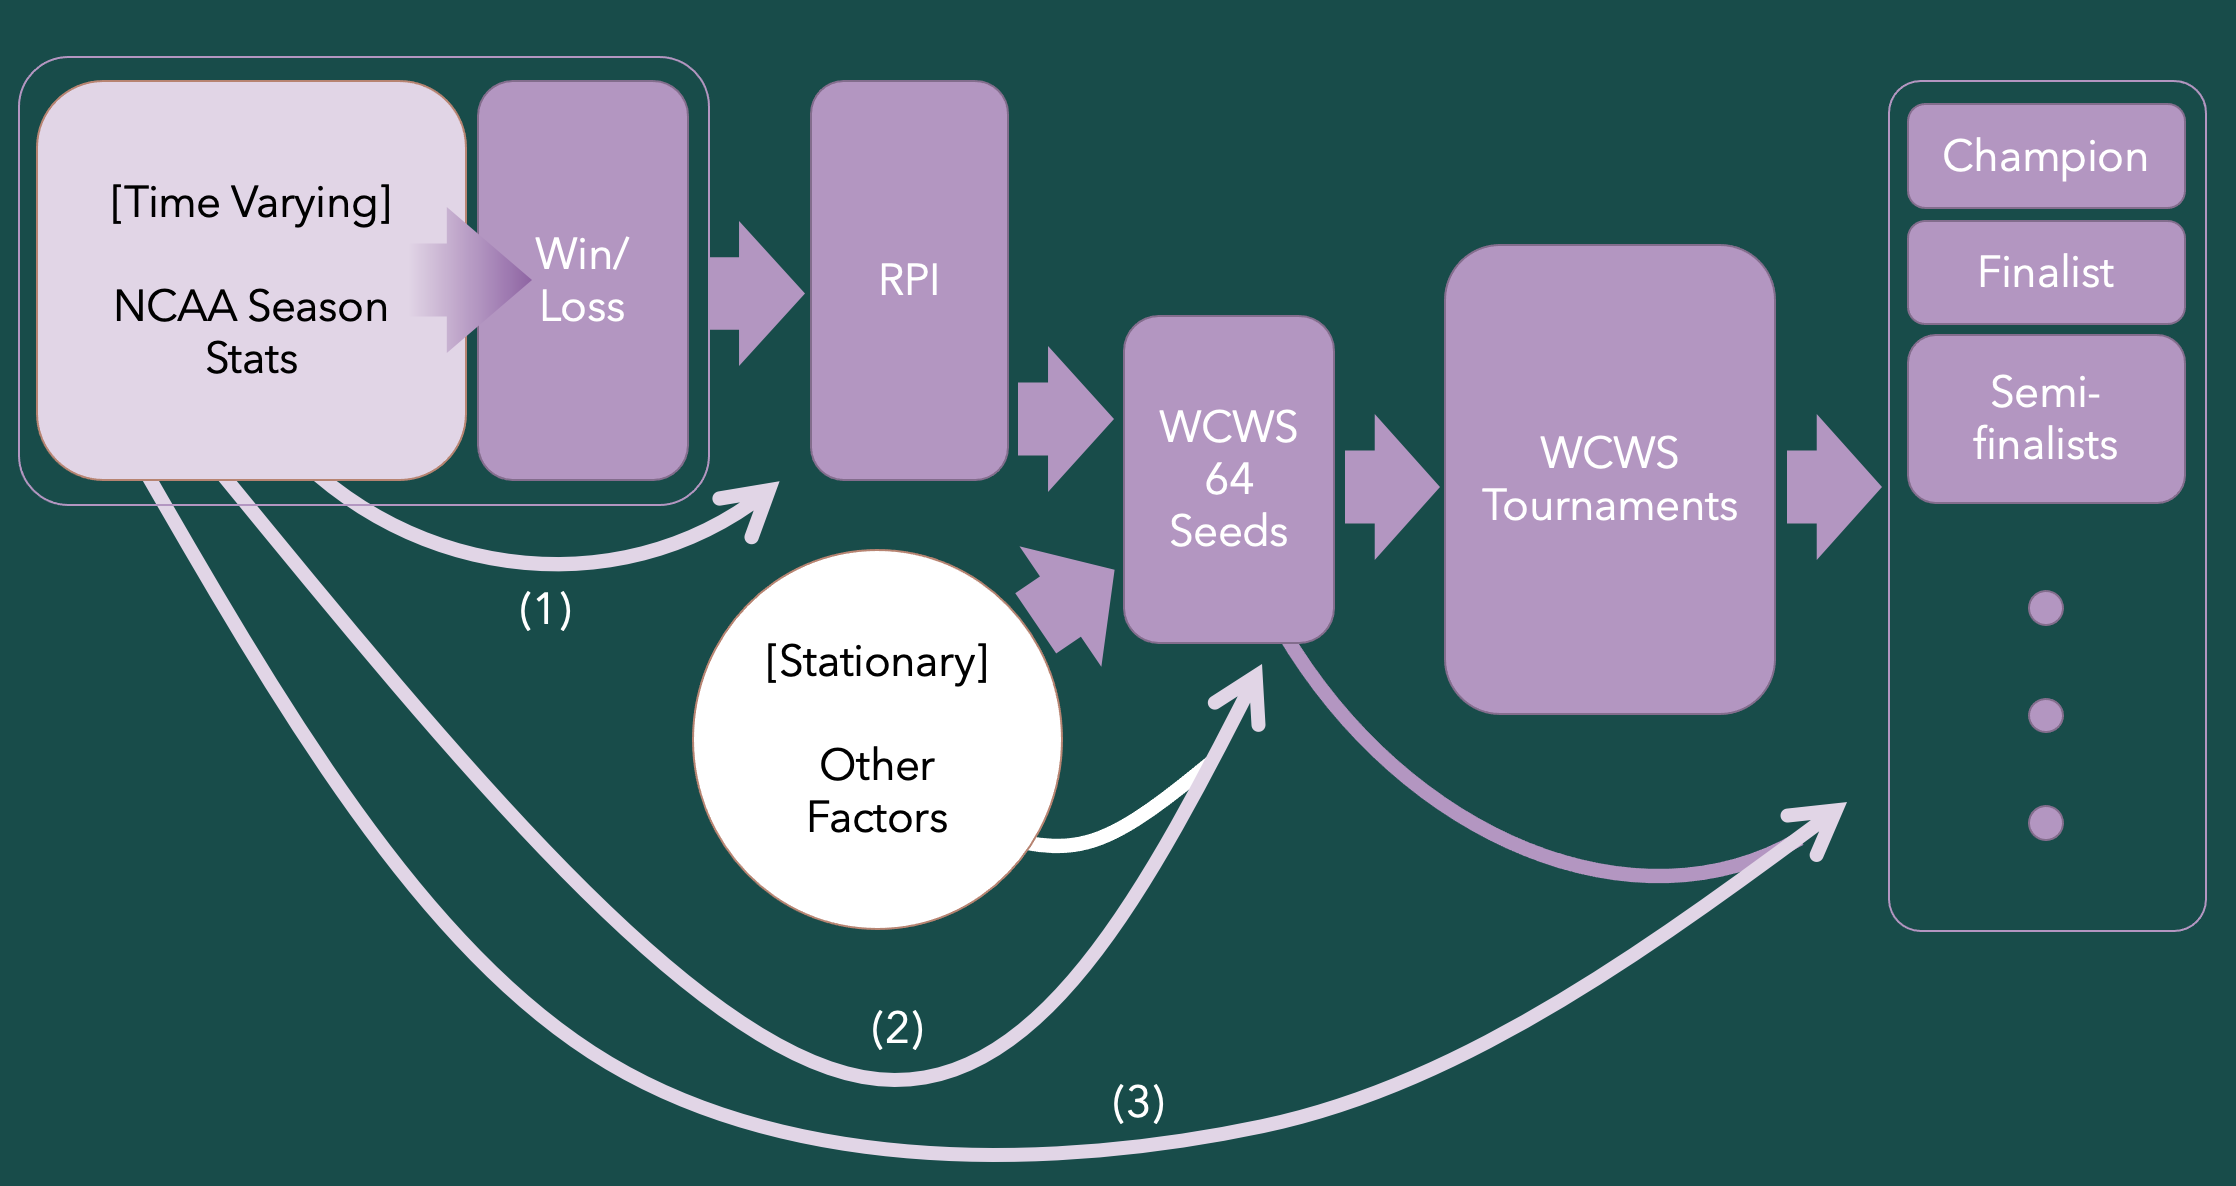 [Time Varying]
NCAA Season
Stats
Win/
Loss
RPI
WCWS
64
Seeds
WCWS
Tournaments
Champion
Finalist
Semi-
finalists
[Stationary]
Other
Factors
(1)
(2)
(3)